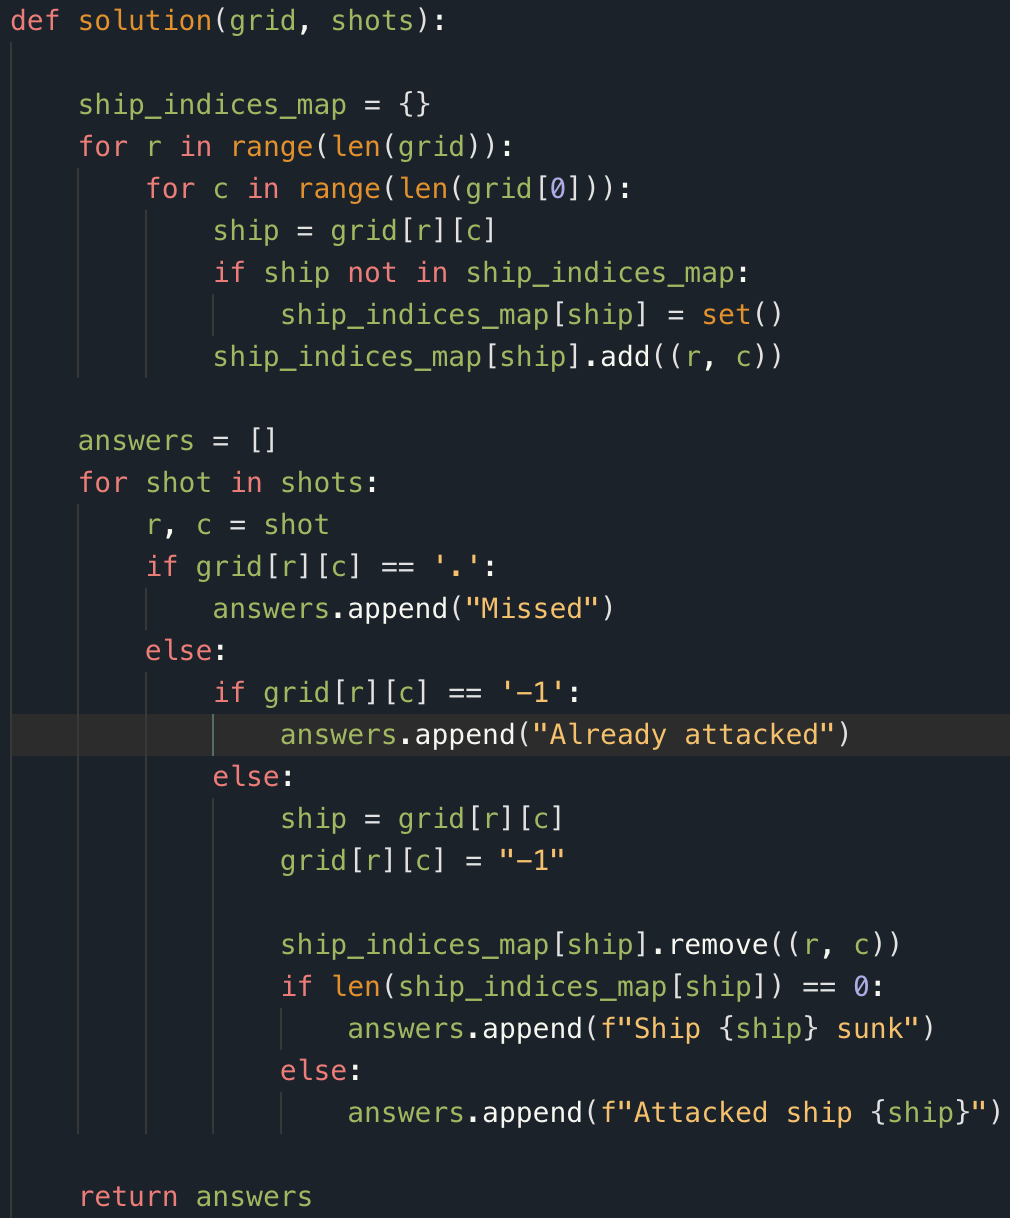 def solution(grid, shots):
    ship_indices_map = {}
    for r in range(len(grid)):
        for c in range(len(grid[0])):
            ship = grid[r][c]
            if ship not in ship_indices_map:
                ship_indices_map[ship] = set()
            ship_indices_map[ship].add((r, c))
    answers = []
    for shot in shots:
        r, c = shot
        if grid[r][c] == '.':
            answers.append("Missed")
        else:
            if grid[r][c] == '-1':
                answers.append("Already attacked")
            else:
                ship = grid[r][c]
                grid[r][c] = "-1"
                ship_indices_map[ship].remove((r, c))
                if len(ship_indices_map[ship]) == 0:
                    answers.append(f"Ship {ship} sunk")
                else:
                    answers.append(f"Attacked ship {ship}")
    return answers